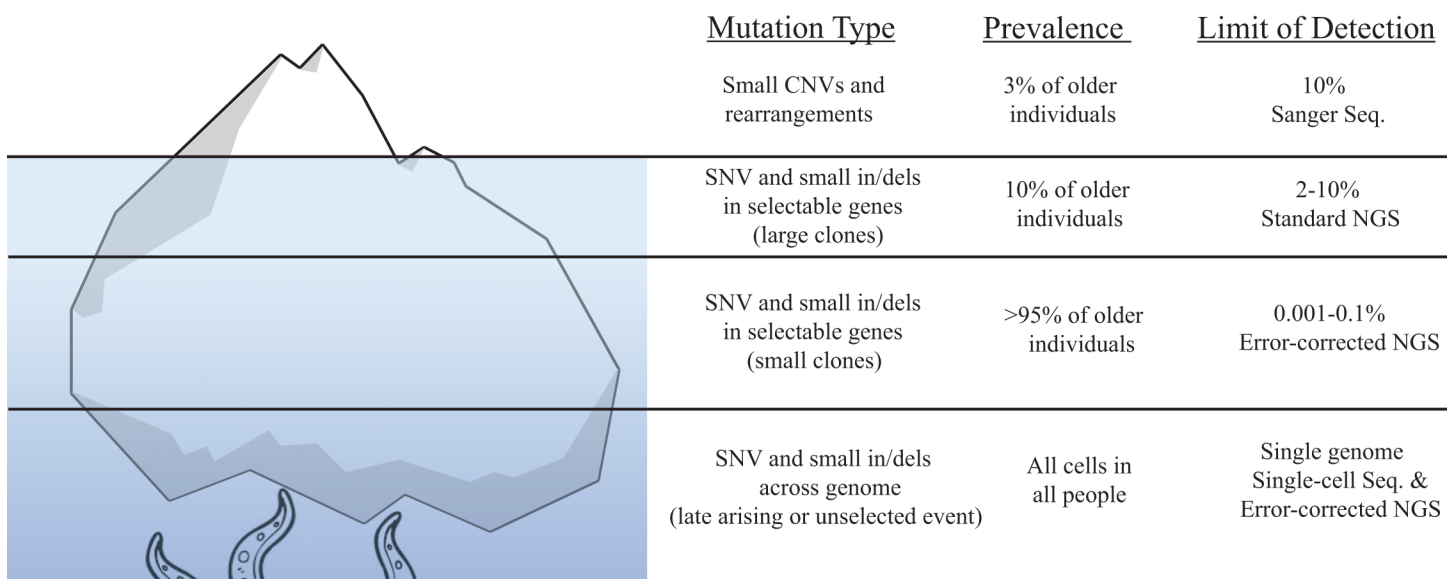 Mutation Type Prevalence Limit of Detection
Small CNVs and
rearrangements
3% of older
individuals
10%
Sanger Seq.
SNV and small in/dels
in selectable genes
(large clones)
10% of older
individuals
2-10%
Standard NGS
SNV and small in/dels
in selectable genes
(small clones)
>95% of older
individuals
0.001-0.1%
Error-corrected NGS
SNV and small in/dels
across genome
(late arising or unselected event)
All cells in
all people
Single genome
Single-cell Seq. &
Error-corrected NGS